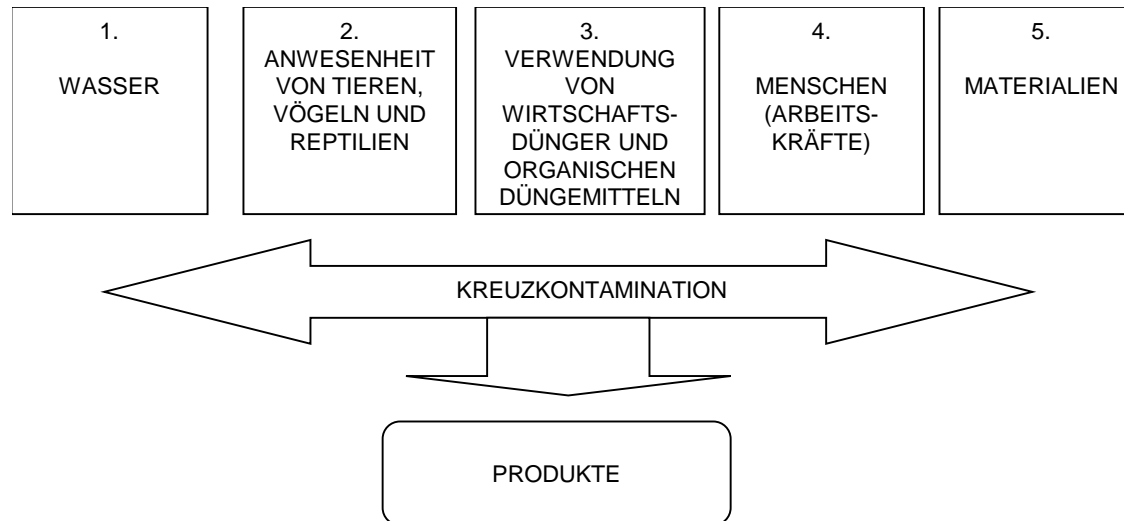 1.
WASSER
2.
ANWESENHEIT
VON TIEREN,
VÖGELN UND
REPTILIEN
3.
VERWENDUNG
VON
WIRTSCHAFTS-
DÜNGER UND
ORGANISCHEN
DÜNGEMITTELN
4.
MENSCHEN
(ARBEITS-
KRÄFTE)
5.
MATERIALIEN
KREUZKONTAMINATION
PRODUKTE